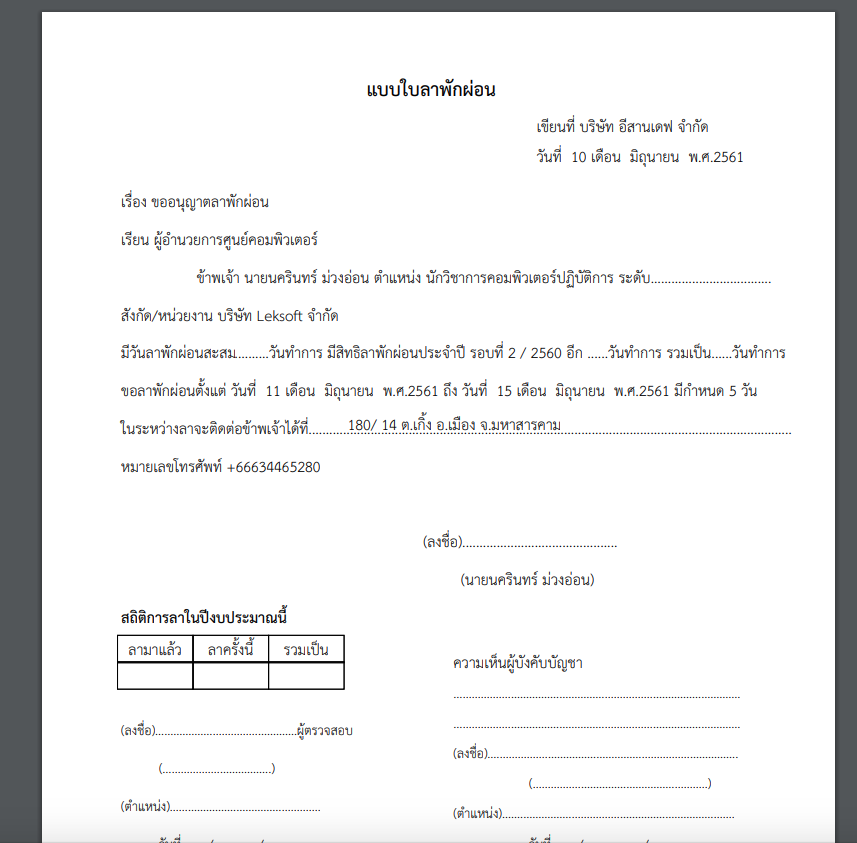 แบบใบลาพักผ่อน
เขียนที่ บริษัท อีสานเดฟ จำกัด
วันที่ 10 เดือน มิถุนายน พ.ศ.2561
เรื่อง ขออนุญาตลาพักผ่อน
เรียน ผู้อำนวยการศูนย์คอมพิวเตอร์
ข้าพเจ้า นายนครินทร์ ม่วงอ่อน ตำแหน่ง นักวิชาการคอมพิวเตอร์ปฏิบัติการ ระดับ...................................
สังกัด/หน่วยงาน บริษัท Leksoft จำกัด
มีวันลาพักผ่อนสะสม..........วันทำการ มีสิทธิลาพักผ่อนประจำปี รอบที่ 2 / 2560 อีก ......วันทำการ รวมเป็น......วันทำการ
ขอลาพักผ่อนตั้งแต่ วันที่ 11 เดือน มิถุนายน พ.ศ.2561 ถึง วันที่ 15 เดือน มิถุนายน พ.ศ.2561 มีกำหนด 5 วัน
ในระหว่างลาจะติดต่อข้าพเจ้าได้ที่...........180/ 14 ต.เกิ้ง อ.เมือง จ.มหาสารคาม...........
หมายเลขโทรศัพท์ +66634465280
(ลงชื่อ).............................................
(นายนครินทร์ ม่วงอ่อน)
สถิติการลาในปีงบประมาณนี้
ลามาแล้ว ลาครั้งนี้ รวมเป็น
ความเห็นผู้บังคับบัญชา
(ลงชื่อ)...............................................ผู้ตรวจสอบ
(....................................)
(ตำแหน่ง)..................................................
(ลงชื่อ)...................................................................................
(..........................................................)
(ตำแหน่ง).............................................................................